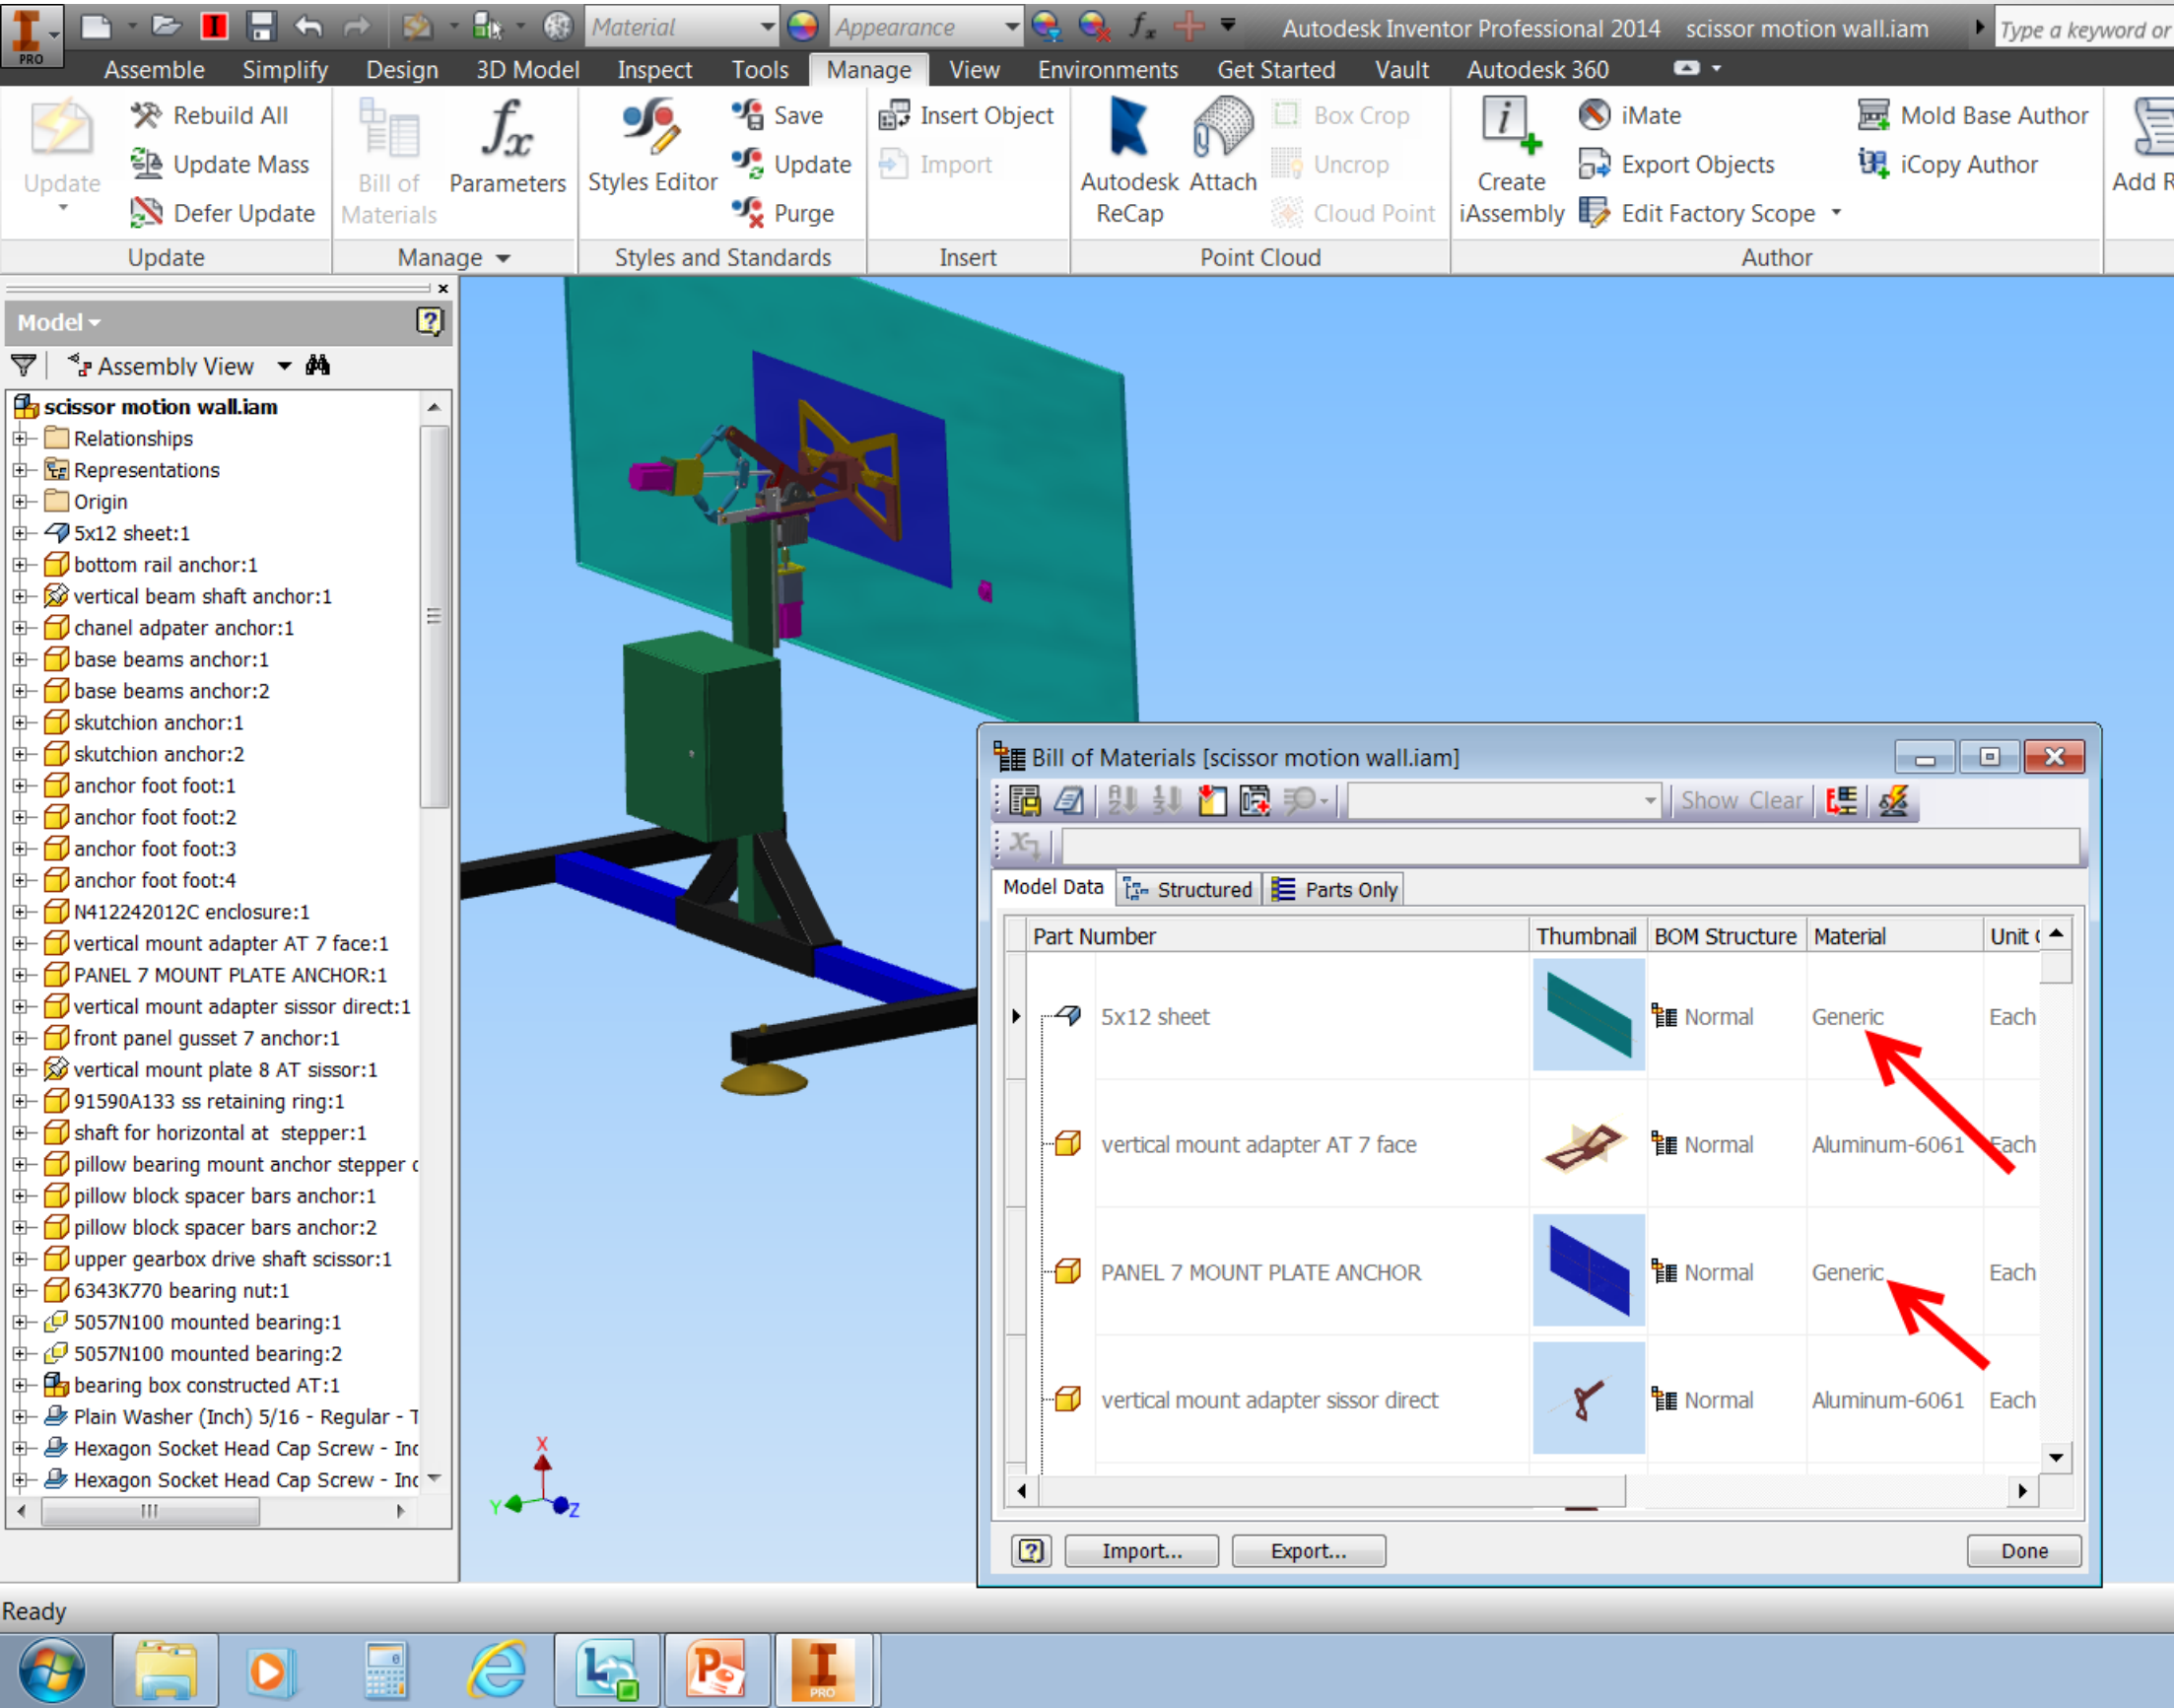 Material
Appearance
Autodesk Inventor Professional 2014 scissor motion wall.iam
Type a keyword or
PRO
Assemble Simplify Design 3D Model Inspect Tools Manage View Environments Get Started Vault Autodesk 360
Update
Rebuild All
Update Mass
Defer Update
Update
Bill of
Materials
Parameters
Manage
Styles Editor
Save
Update
Purge
Styles and Standards
Insert Object
Import
Insert
Autodesk
ReCap
Attach
Box Crop
Uncrop
Cloud Point
Point Cloud
Create
iAssembly
iMate
Export Objects
Edit Factory Scope
Mold Base Author
iCopy Author
Author
Add R
Model
Assembly View
scissor motion wall.iam
Relationships
Representations
Origin
5x12 sheet:1
bottom rail anchor:1
vertical beam shaft anchor:1
chanel adpater anchor:1
base beams anchor:1
base beams anchor:2
skutchion anchor:1
skutchion anchor:2
anchor foot foot:1
anchor foot foot:2
anchor foot foot:3
anchor foot foot:4
N412242012C enclosure:1
vertical mount adapter AT 7 face:1
PANEL 7 MOUNT PLATE ANCHOR:1
vertical mount adapter sissor direct:1
front panel gusset 7 anchor:1
vertical mount plate 8 AT sissor:1
91590A133 ss retaining ring:1
shaft for horizontal at stepper:1
pillow bearing mount anchor stepper
pillow block spacer bars anchor:1
pillow block spacer bars anchor:2
upper gearbox drive shaft scissor:1
6343K770 bearing nut:1
5057N100 mounted bearing:1
5057N100 mounted bearing:2
bearing box constructed AT:1
Plain Washer (Inch) 5/16 - Regular - T
Hexagon Socket Head Cap Screw - Inc
Hexagon Socket Head Cap Screw - Inc
X
Y
Z
Bill of Materials [scissor motion wall.iam]
Show Clear
Model Data Structured Parts Only
Part Number Thumbnail BOM Structure Material Unit
5x12 sheet Normal Generic Each
vertical mount adapter AT 7 face Normal Aluminum-6061 Each
PANEL 7 MOUNT PLATE ANCHOR Normal Generic Each
vertical mount adapter sissor direct Normal Aluminum-6061 Each
Import... Export... Done
Ready
PRO